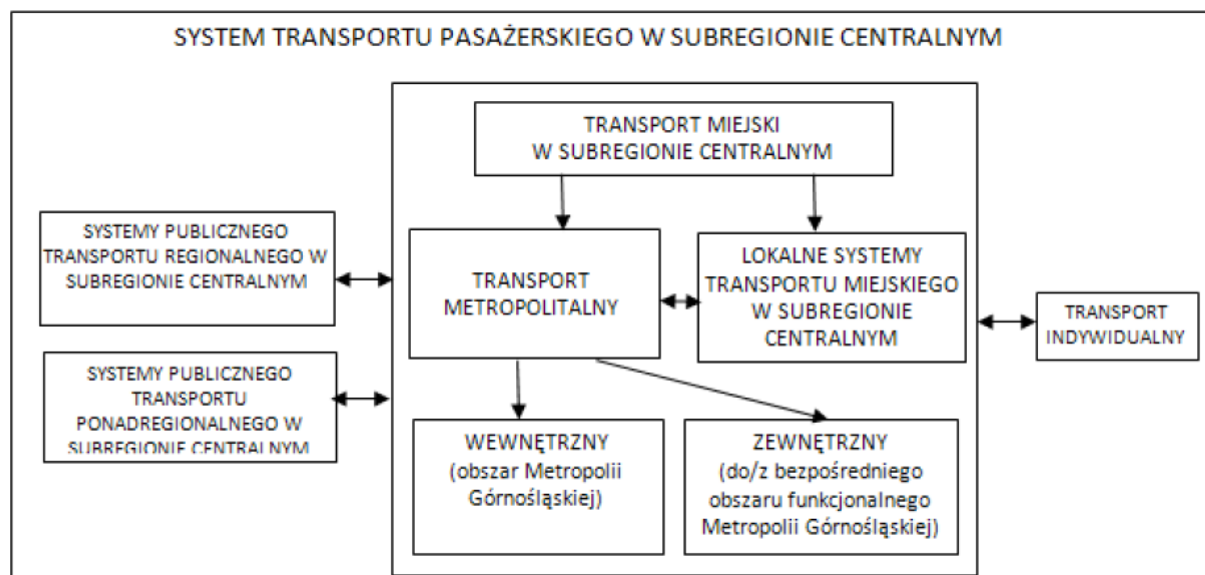 SYSTEM TRANSPORTU PASAŻERSKIEGO W SUBREGIONIE CENTRALNYM
TRANSPORT MIEJSKI
W SUBREGIONIE CENTRALNYM
SYSTEMY PUBLICZNEGO
TRANSPORTU REGIONALNEGO W
SUBREGIONIE CENTRALNYM
TRANSPORT
METROPOLITALNY
LOKALNE SYSTEMY
TRANSPORTU MIEJSKIEGO
W SUBREGIONIE
CENTRALNYM
TRANSPORT
INDYWIDUALNY
SYSTEMY PUBLICZNEGO
TRANSPORTU
PONADREGIONALNEGO W
SUBREGIONIE CENTRALNYM
WEWNĘTRZNY
(obszar Metropolii
Górnośląskiej)
ZEWNĘTRZNY
(do/z bezpośredniego
obszaru funkcjonalnego
Metropolii Górnośląskiej)